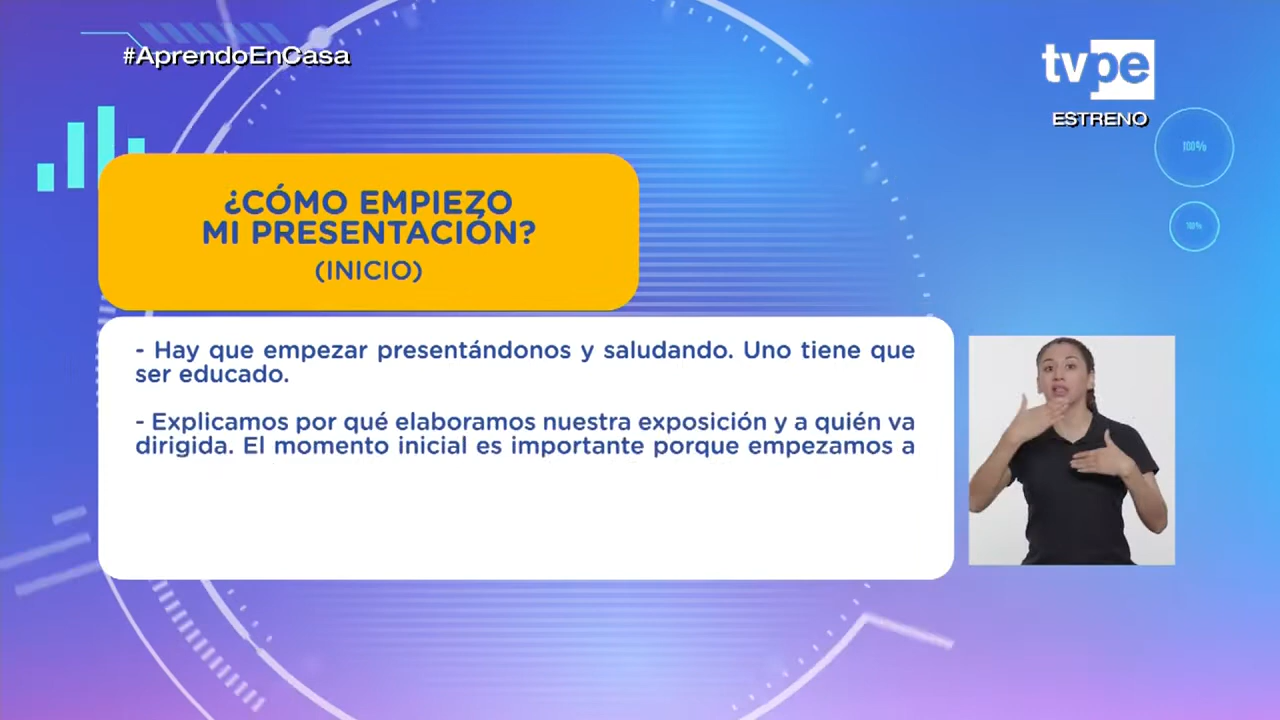 #AprendoEnCasa
tvpe
ESTRENO
100%
100%
¿CÓMO EMPIEZO
MI PRESENTACIÓN?
(INICIO)
- Hay que empezar presentándonos y saludando. Uno tiene que
ser educado.
- Explicamos por qué elaboramos nuestra exposición y a quién va
dirigida. El momento inicial es importante porque empezamos a